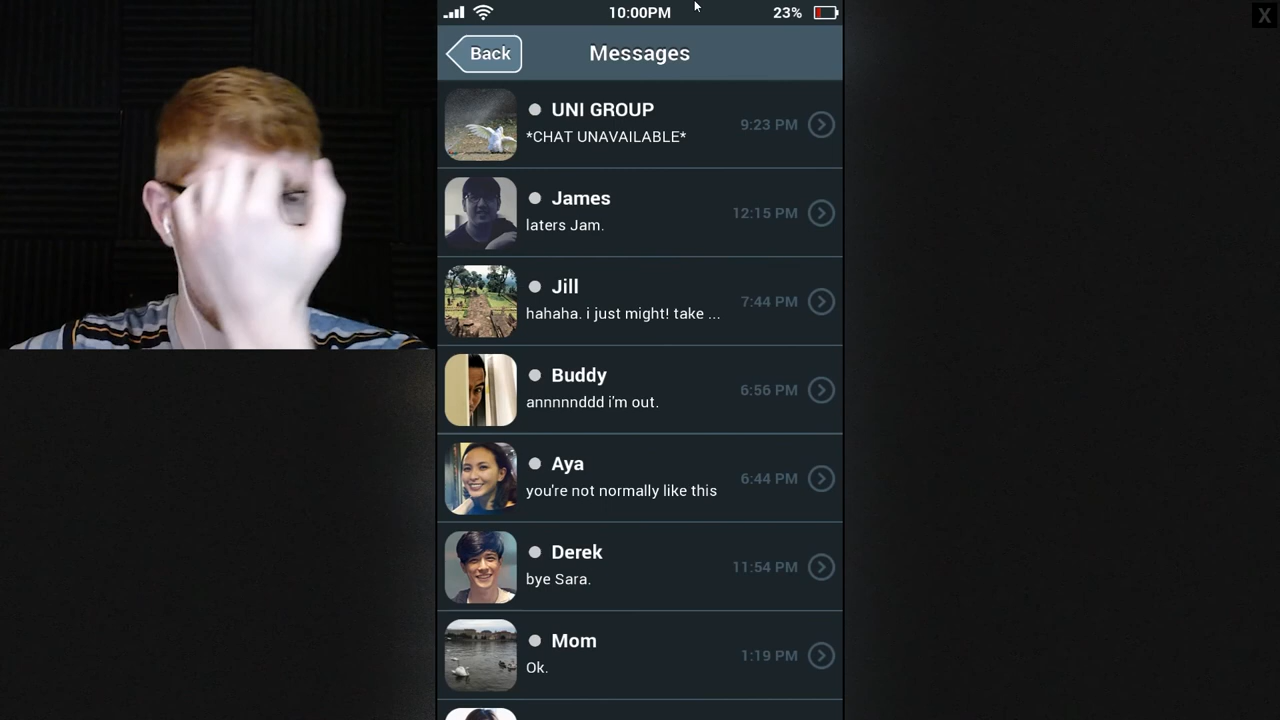 10:00PM
23%
Back
Messages
UNI GROUP
*CHAT UNAVAILABLE*
9:23 PM
James
laters Jam.
12:15 PM
Jill
hahaha. i just might! take ...
7:44 PM
Buddy
annnnnddd i'm out.
6:56 PM
Aya
you're not normally like this
6:44 PM
Derek
bye Sara.
11:54 PM
Mom
Ok.
1:19 PM
X